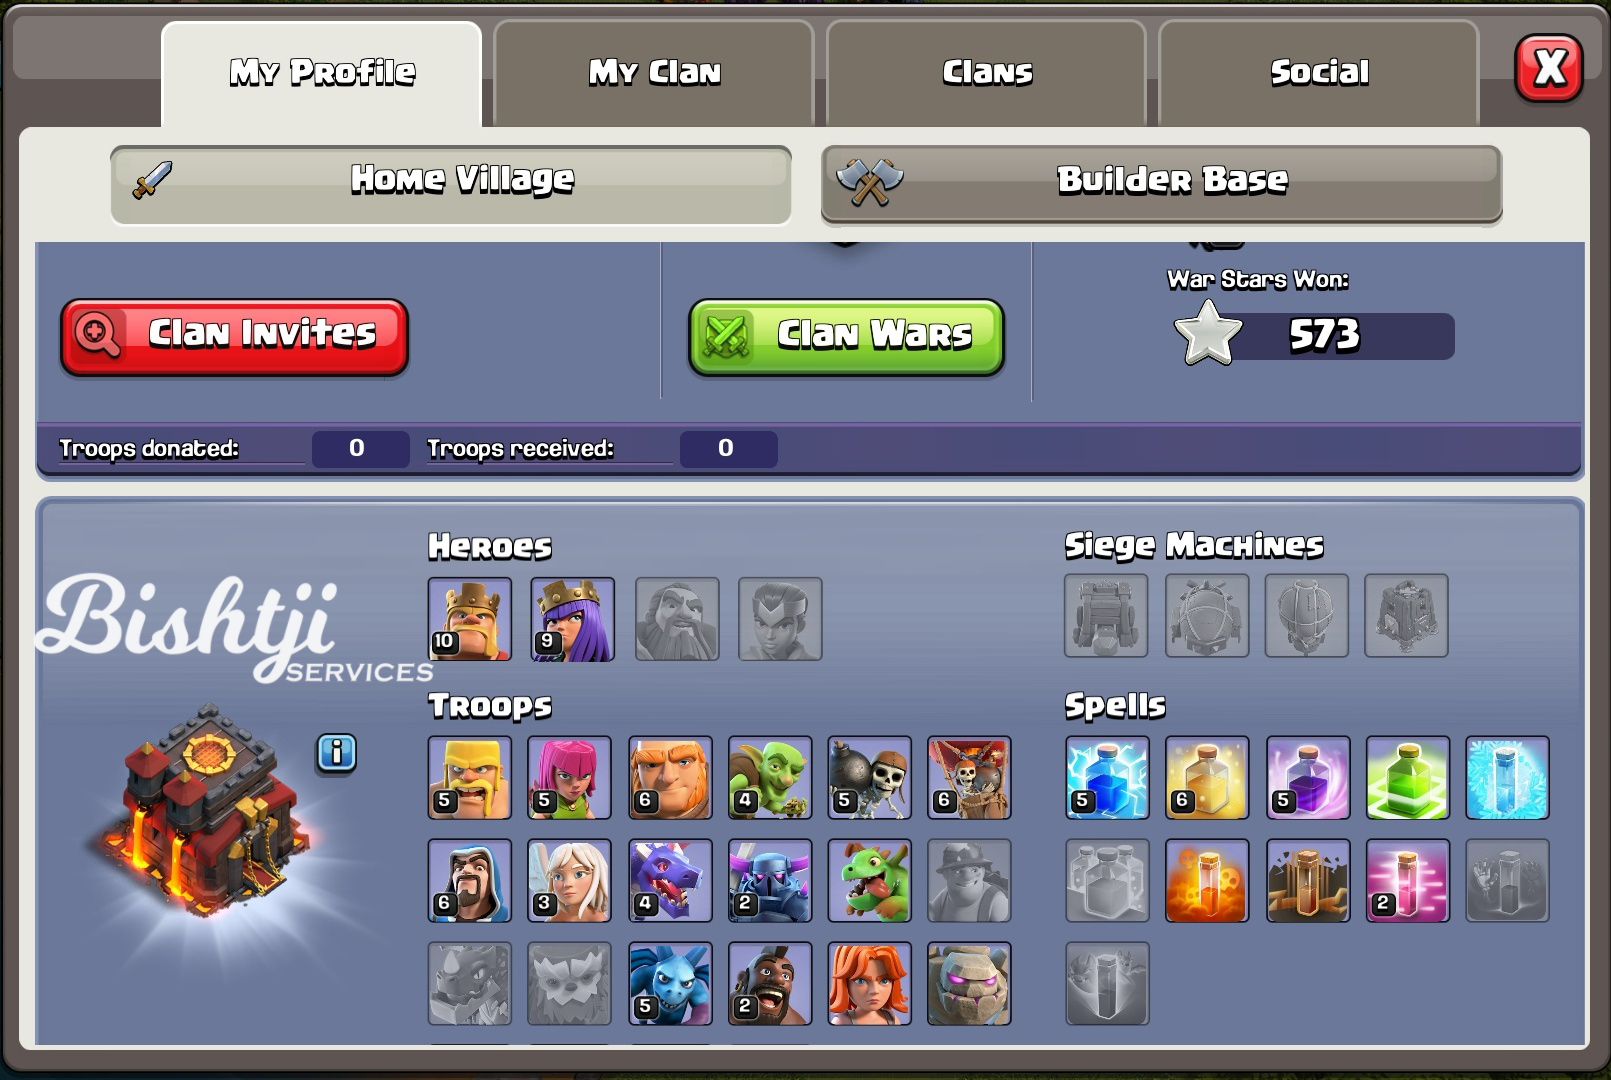 My Profile
My Clan
Clans
Social
X
Home Village
Builder Base
War Stars Won:
Clan Invites
Clan Wars
573
Troops donated: 0 Troops received: 0
Heroes
Siege Machines
Bishtji
SERVICES
10 9
Troops
Spells
i
5 5 6 4 5 6
5 6 5
6 3 4 2
2
5 2